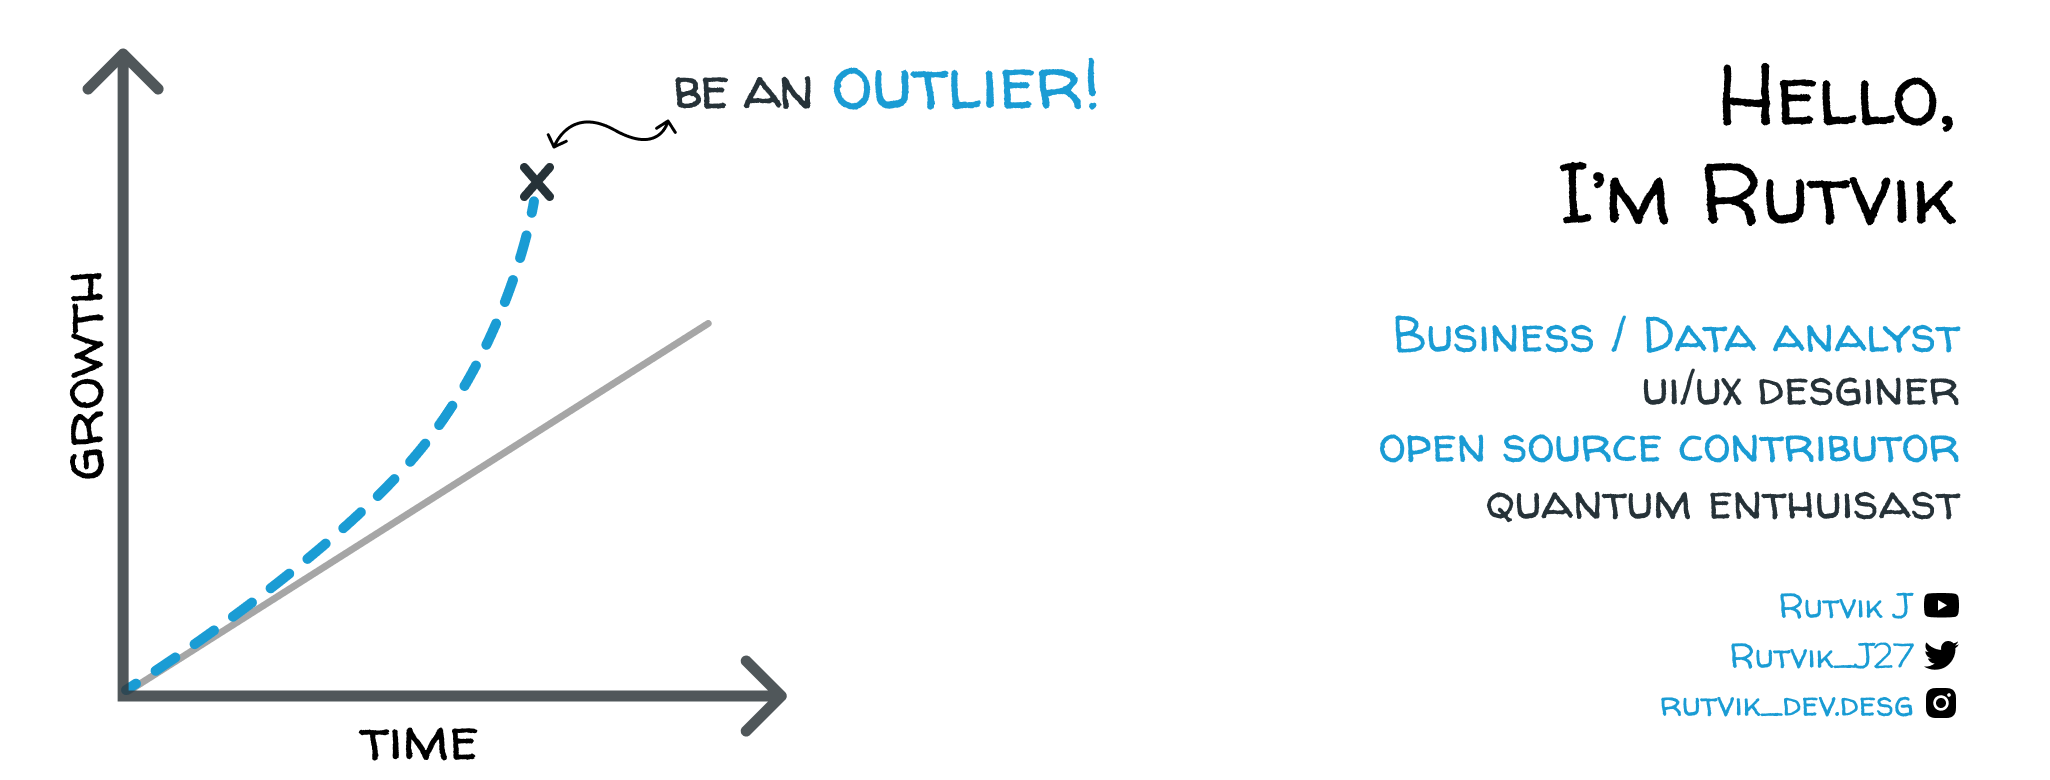 BE AN OUTLIER!
GROWTH
TIME
HELLO,
I'M RUTVIK
BUSINESS / DATA ANALYST
UI/UX DESGINER
OPEN SOURCE CONTRIBUTOR
QUANTUM ENTHUISAST
RUTVIK J
RUTVIK_J27
RUTVIK_DEV.DESG